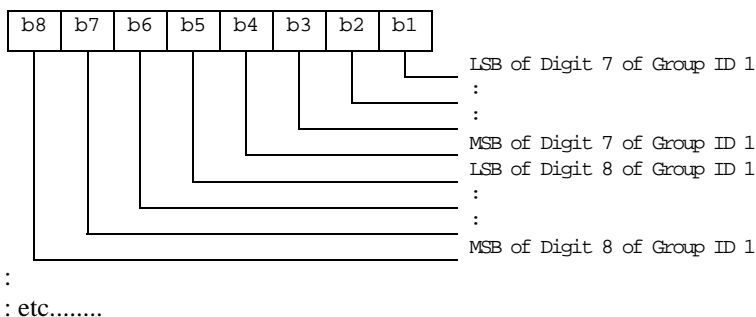 b8 b7 b6 b5 b4 b3 b2 b1
LSB of Digit 7 of Group ID 1
:
:
MSB of Digit 7 of Group ID 1
LSB of Digit 8 of Group ID 1
:
:
MSB of Digit 8 of Group ID 1
:
: etc........